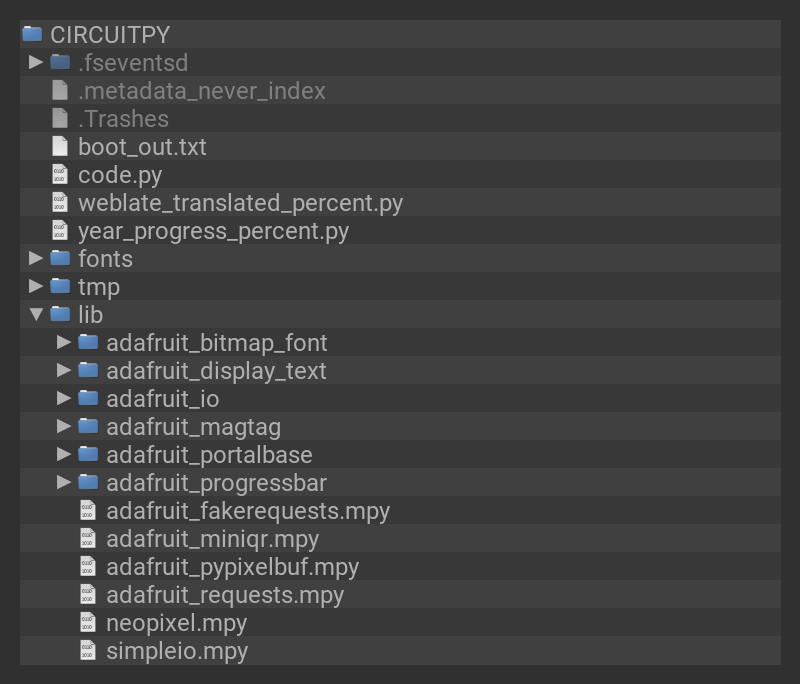 CIRCUITPY
.fseventsd
.metadata_never_index
.Trashes
boot_out.txt
code.py
weblate_translated_percent.py
year_progress_percent.py
fonts
tmp
lib
adafruit_bitmap_font
adafruit_display_text
adafruit_io
adafruit_magtag
adafruit_portalbase
adafruit_progressbar
adafruit_fakerequests.mpy
adafruit_miniqr.mpy
adafruit_pypixelbuf.mpy
adafruit_requests.mpy
neopixel.mpy
simpleio.mpy